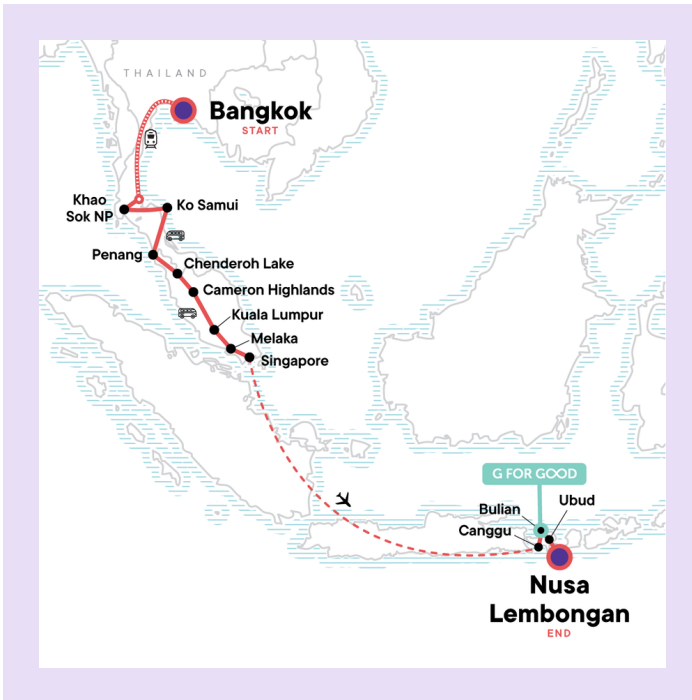 THAILAND
Bangkok
START
Khao
Sok NP
Ko Samui
Penang
Chenderoh Lake
Cameron Highlands
Kuala Lumpur
Melaka
Singapore
G FOR GOOD
Bulian
Ubud
Canggu
Nusa
Lembongan
END